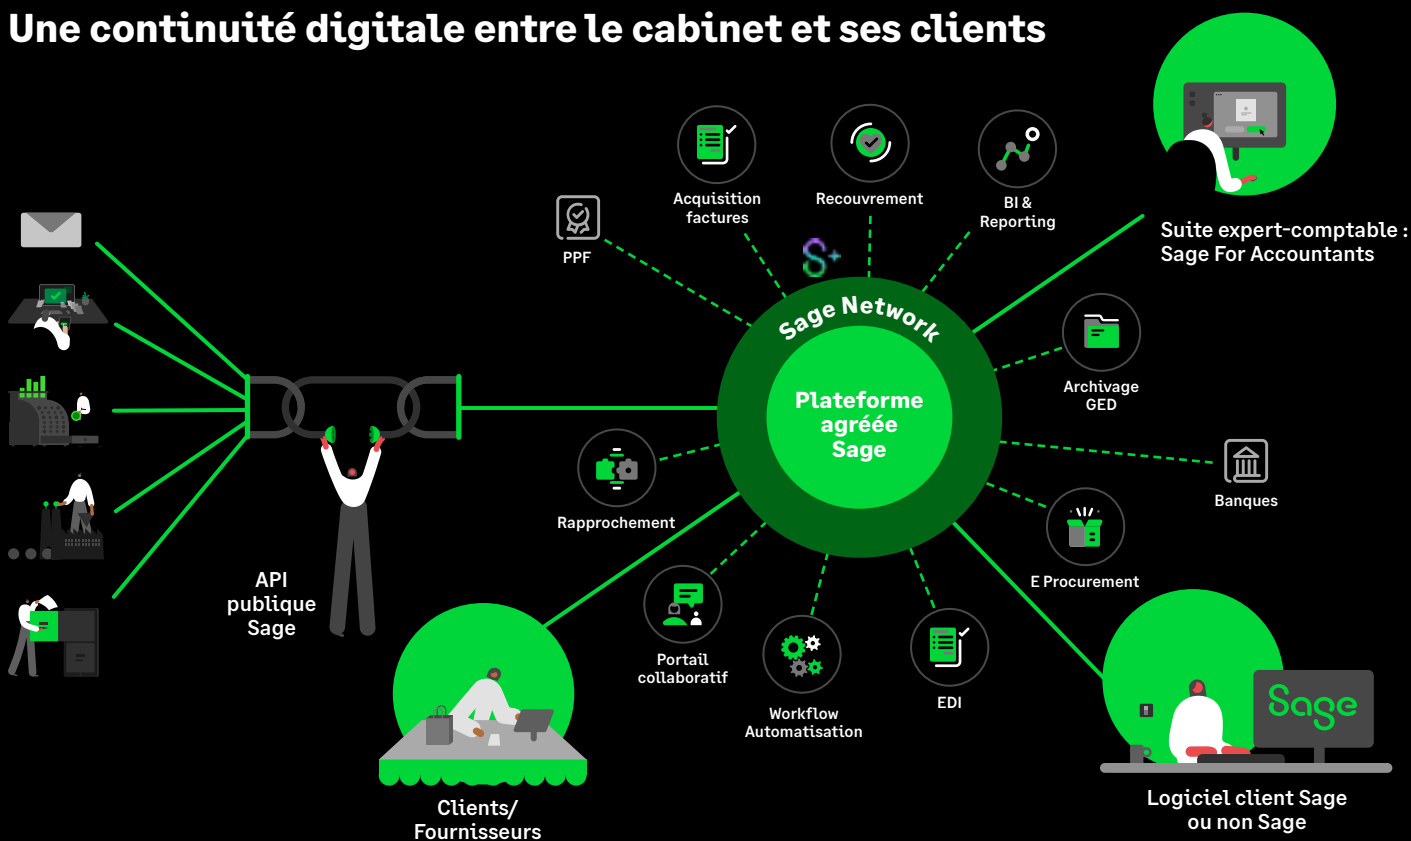 Une continuité digitale entre le cabinet et ses clients
Acquisition
factures
Recouvrement
BI &
Reporting
PPF
Suite expert-comptable :
Sage For Accountants
Sage Network
Plateforme
agréée
Sage
Archivage
GED
Banques
Rapprochement
E Procurement
API
publique
Sage
Portail
collaboratif
Workflow
Automatisation
EDI
Sage
Clients/
Fournisseurs
Logiciel client Sage
ou non Sage